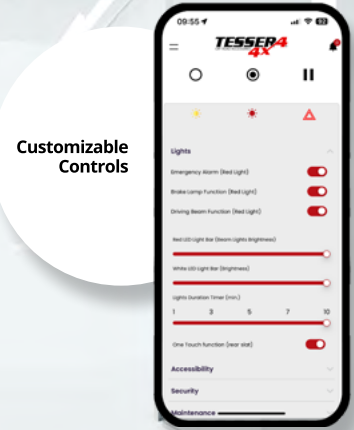 09:55
TESSER4
4X
Customizable
Controls
Lights
Emergency Alarm (Red Light)
Brake Lamp Function (Red Light)
Driving Beam Function (Red Light)
Red LED Light Bar (Beam Lights Brightness)
White LED Light Bar (Brightness)
Lights Duration Timer (min.)
1 3 5 7 10
One Touch function (rear slat)
Accessibility
Security
Maintenance